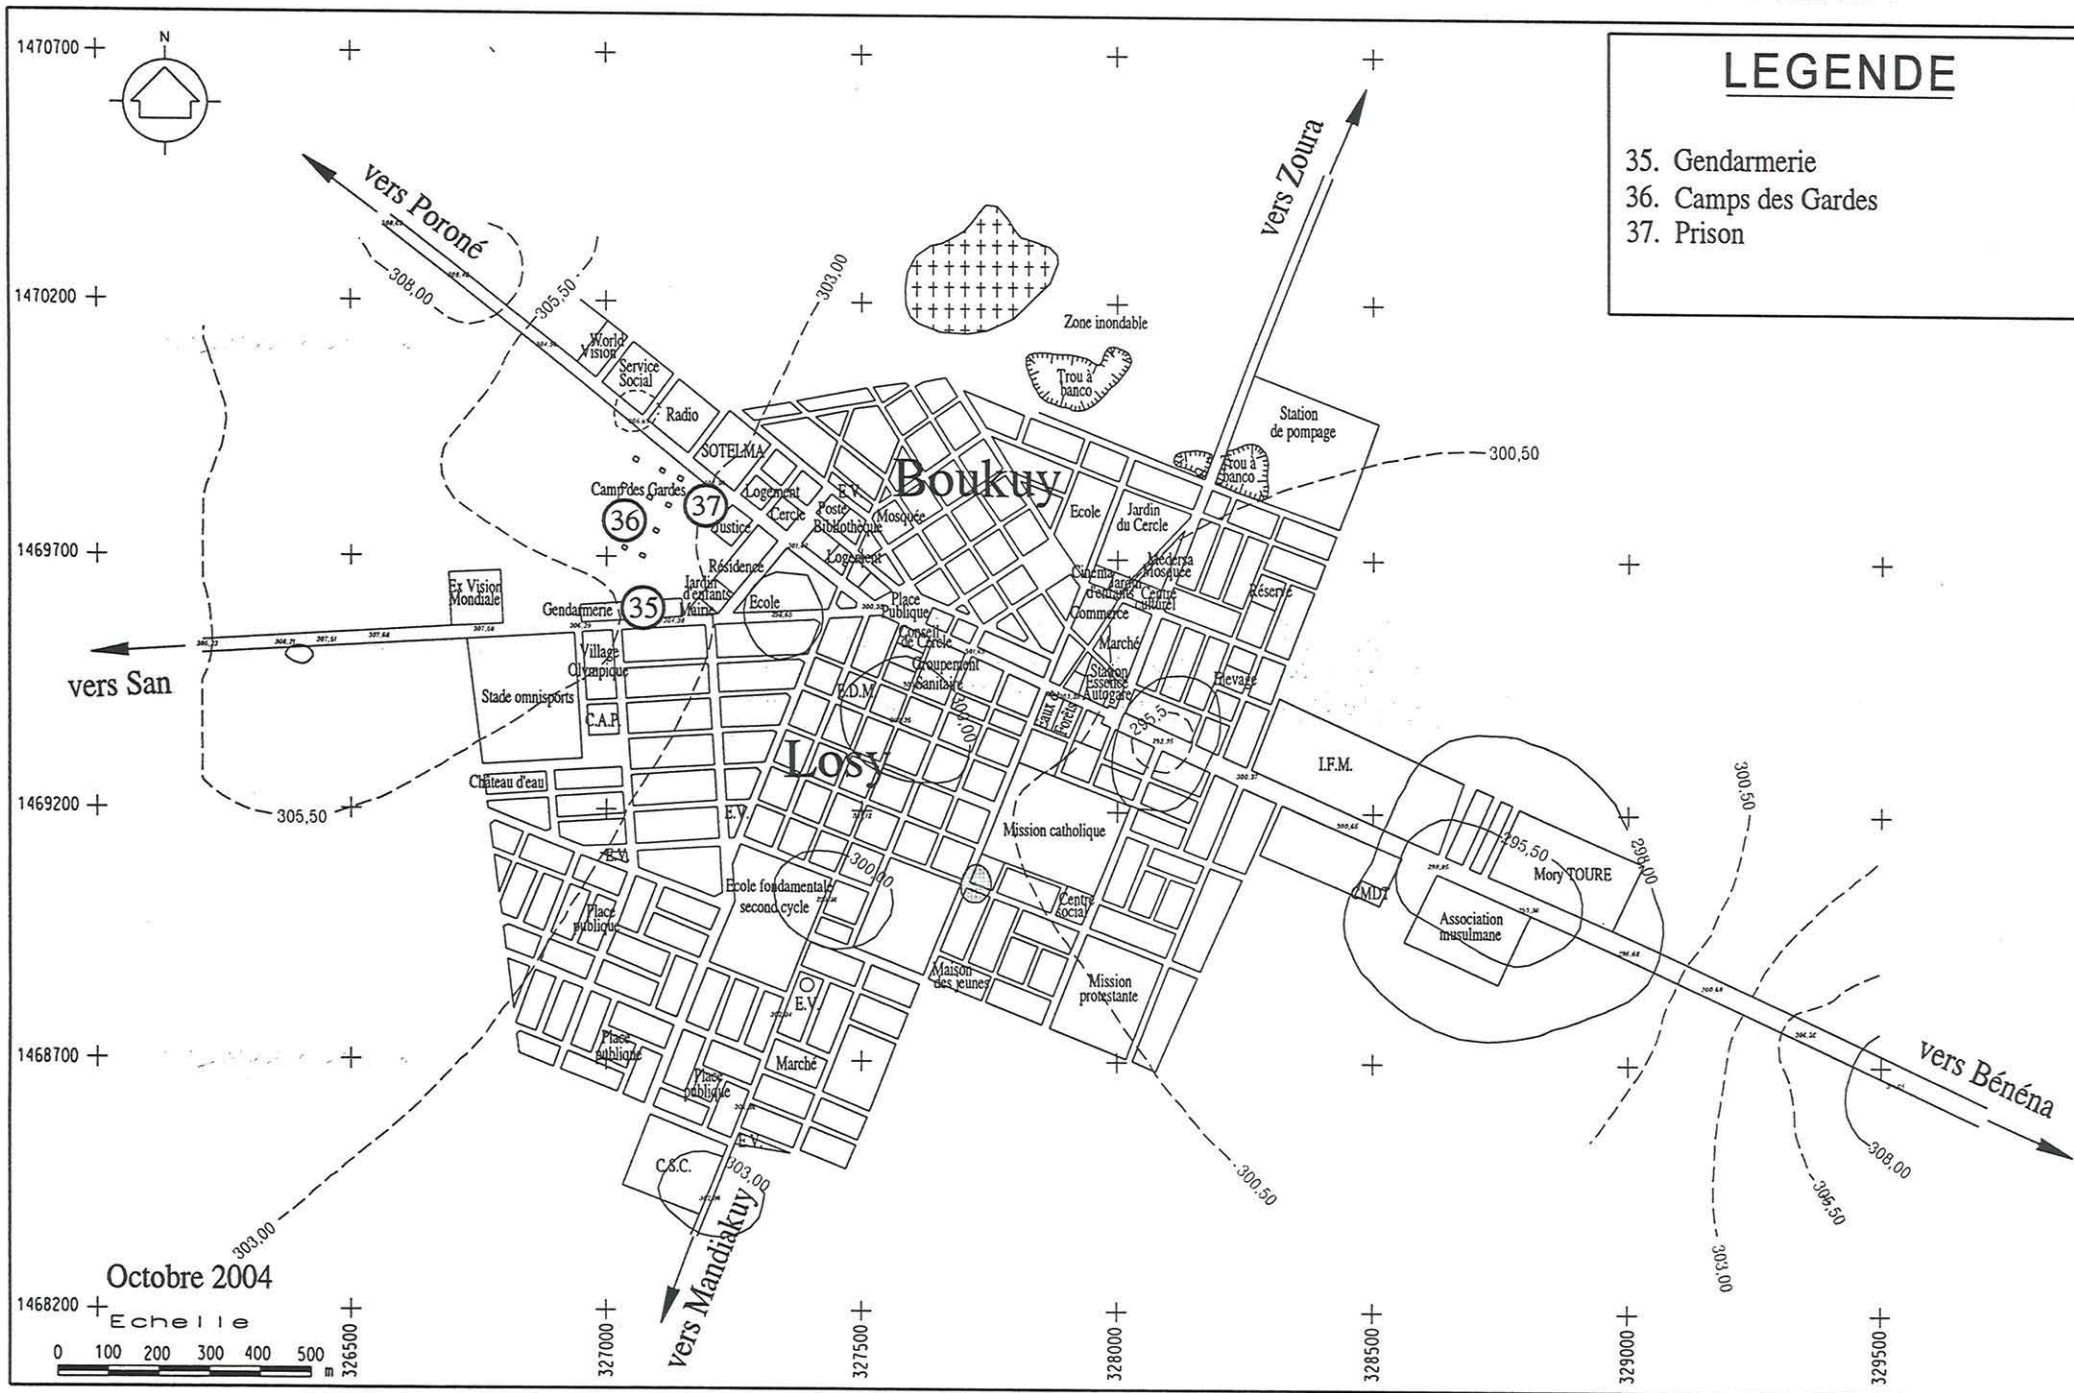 LEGENDE
35. Gendarmerie
36. Camps des Gardes
37. Prison
N
1470700
1470200
1469700
1469200
1468700
1468200
326500
327000
327500
328000
328500
329000
329500
vers Poroné
vers Zoura
vers San
vers Bénéna
vers Mandiakuy
308,00
305,50
303,00
Zone inondable
Trou à
banco
World
Vision
Service
Social
Radio
SOTELMA
Station
de pompage
Trou à
banco
300,50
Boukuy
Camp des Gardes
36
37
Logement
Cercle
Justice
E.V.
Poste
Bibliothèque
Mosquée
Logement
Résidence
Ecole
Jardin
du Cercle
Medersa
Mosquée
Cinéma
Jardin
d'enfants
Centre
culturel
Commerce
Réserve
Marché
Ex Vision
Mondiale
Gendarmerie
35
Jardin
d'enfants
Mairie
Ecole
Place
Publique
Conseil
de Cercle
Groupement
Sanitaire
Station
Essence
Autogare
Elevage
Village
Olympique
Stade omnisports
C.A.P.
E.D.M
300,00
Eaux &
Forêts
295,5
Losy
I.F.M.
Château d'eau
305,50
E.V.
E.V.
Mission catholique
300,00
Ecole fondamentale
second cycle
Centre
social
CMDT
295,50
298,00
300,50
Mory TOURE
Association
musulmane
Place
publique
Maison
des jeunes
Mission
protestante
E.V.
Place
publique
Marché
Place
publique
E.V.
C.S.C.
303,00
303,00
300,50
308,00
305,50
303,00
Octobre 2004
Echelle
0 100 200 300 400 500
m